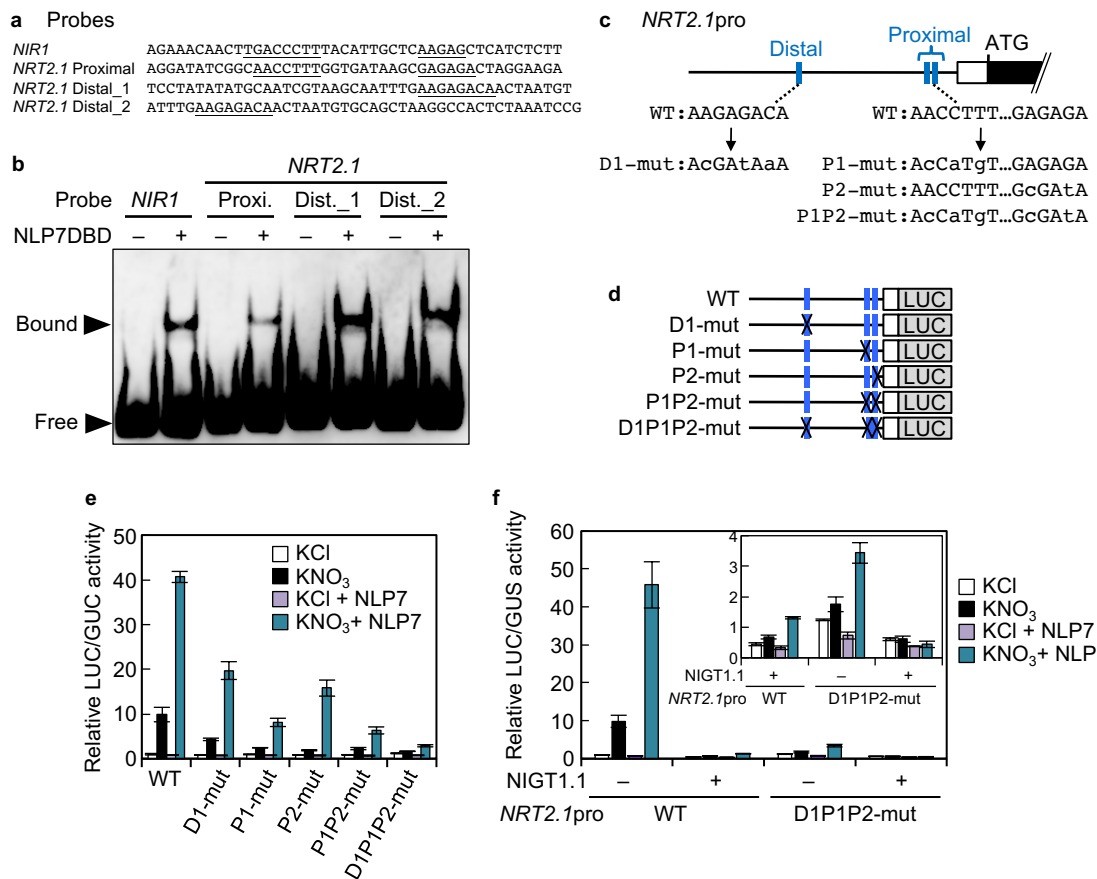 a Probes
NIR1 AGAAACAACTTGACCCTTTACATTGCTCAAGAGCTCATCTCTT
NRT2.1 Proximal AGGATATCGGCAACCTTTGGTGATAAGCGAGAGACTAGGAAGA
NRT2.1 Distal_1 TCCTATATATGCAATCGTAAGCAATTTGAAGAGACAACTAATGT
NRT2.1 Distal_2 ATTTGAAGAGACAACTAATGTGCAGCTAAGGCCACTCTAAATCCG
b
NRT2.1
Probe NIR1 Proxi. Dist._1 Dist._2
NLP7DBD – + – + – + – +
Bound
Free
c NRT2.1pro
Distal
Proximal
ATG
WT:AAGAGACA WT:AACCTTT…GAGAGA
D1-mut:AcGAtAaA P1-mut:AcCaTgT…GAGAGA
P2-mut:AACCTTT…GcGAtA
P1P2-mut:AcCaTgT…GcGAtA
d
WT LUC
D1-mut LUC
P1-mut LUC
P2-mut LUC
P1P2-mut LUC
D1P1P2-mut LUC
e
Relative LUC/GUC activity
50
40
30
20
10
0
KCl
KNO3
KCl + NLP7
KNO3+ NLP7
WT D1-mut P1-mut P2-mut P1P2-mut D1P1P2-mut
f
Relative LUC/GUS activity
60
50
40
30
20
10
0
4
3
2
1
0
NIGT1.1 + – +
NRT2.1pro WT D1P1P2-mut
KCl
KNO3
KCl + NLP7
KNO3+ NLP
NIGT1.1 – + – +
NRT2.1pro WT D1P1P2-mut